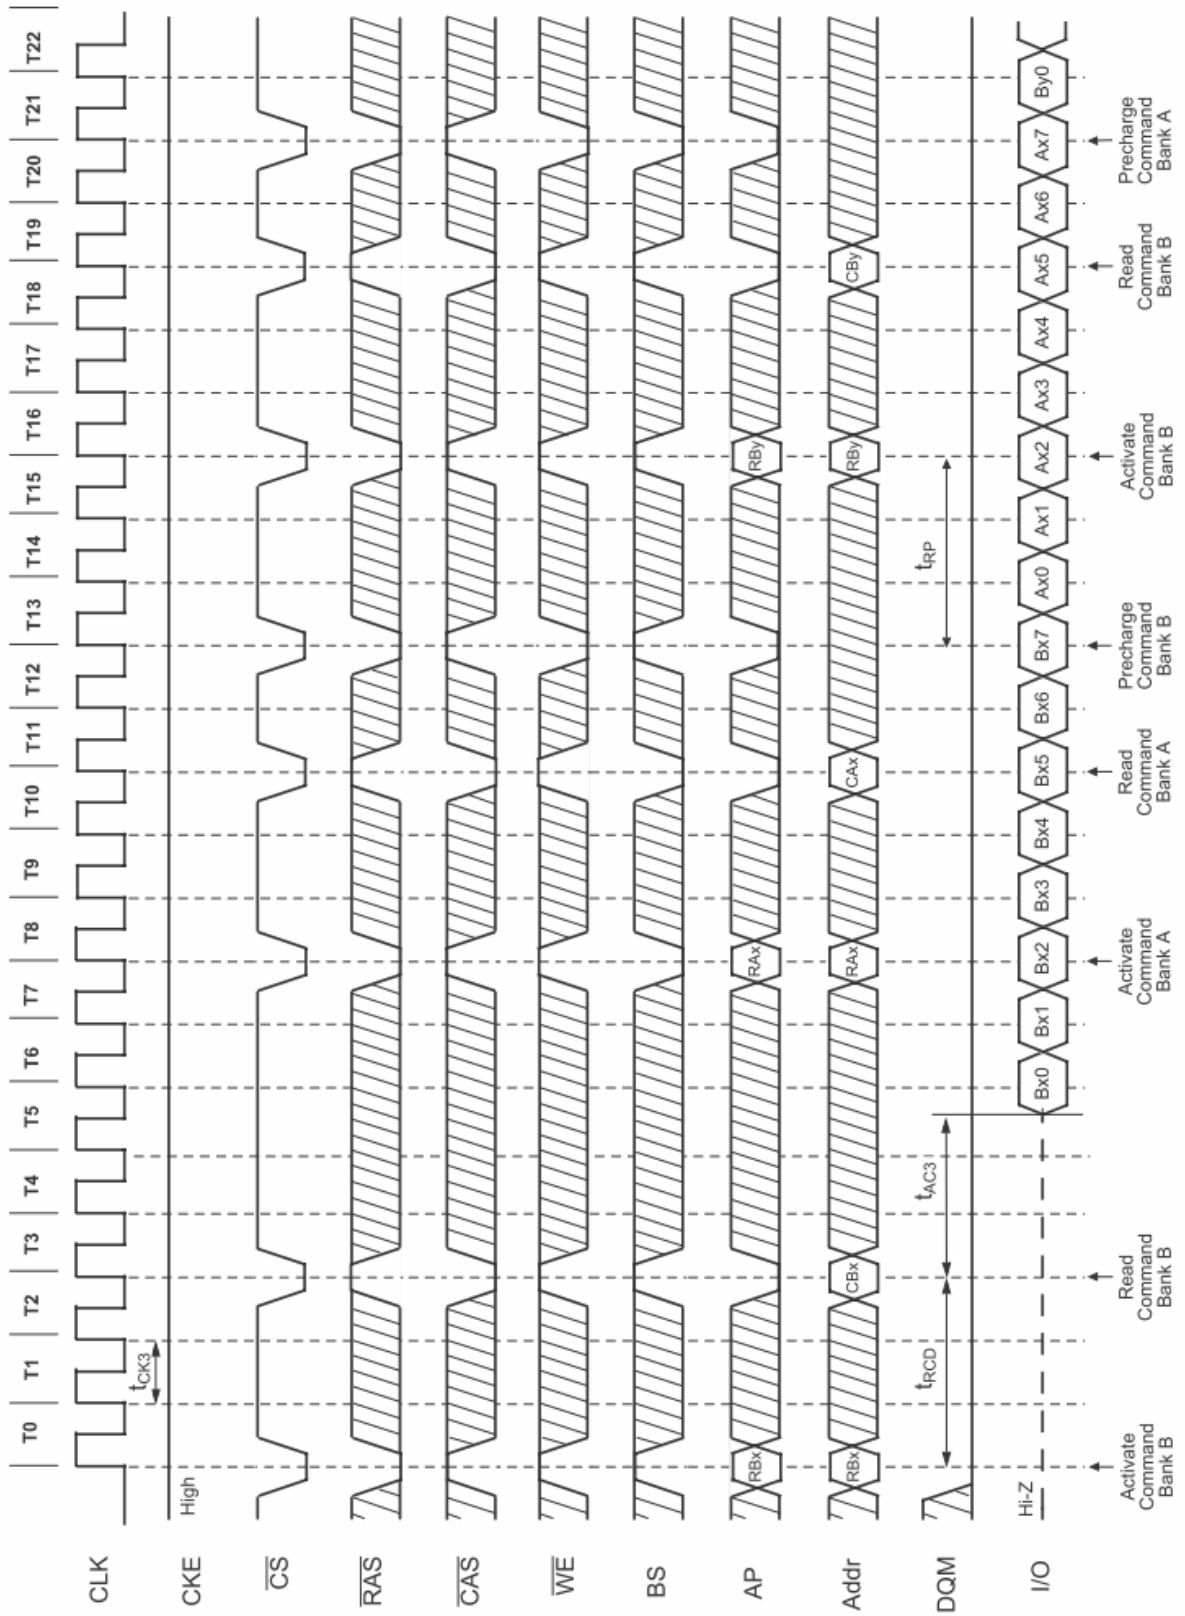 T0 T1 T2 T3 T4 T5 T6 T7 T8 T9 T10 T11 T12 T13 T14 T15 T16 T17 T18 T19 T20 T21 T22
CLK
tCK3
CKE High
CS
RAS
CAS
WE
BS
AP RBx RAx RBy
Addr RBx CBx RAx CAx RBy CBy
DQM
tRCD tAC3 tRP
I/O Hi-Z Bx0 Bx1 Bx2 Bx3 Bx4 Bx5 Bx6 Bx7 Ax0 Ax1 Ax2 Ax3 Ax4 Ax5 Ax6 Ax7 By0
Activate
Command
Bank B
Read
Command
Bank B
Activate
Command
Bank A
Read
Command
Bank A
Precharge
Command
Bank B
Activate
Command
Bank B
Read
Command
Bank B
Precharge
Command
Bank A